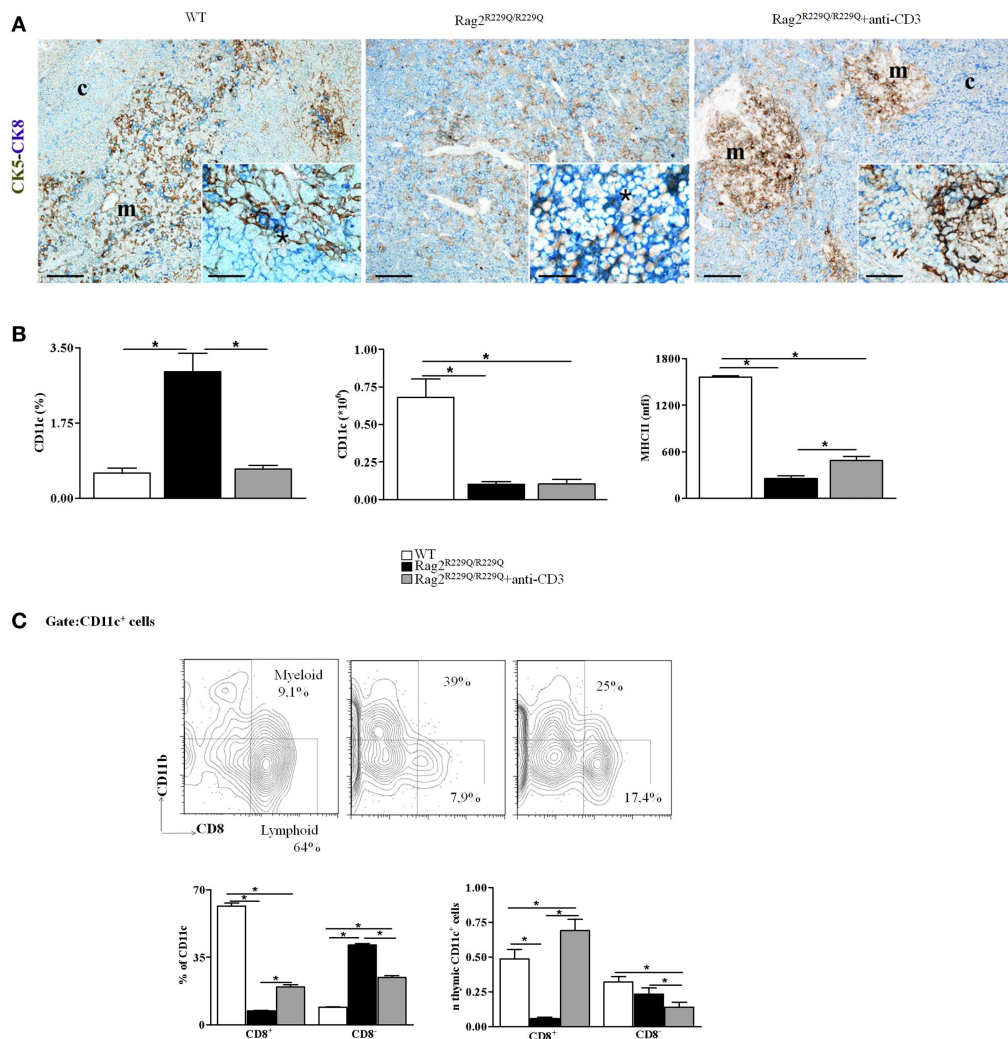 A
WT
Rag2R229Q/R229Q
Rag2R229Q/R229Q+anti-CD3
CK5-CK8
c
m
*
*
m
m
c
B
CD11c (%)
3.50
1.75
0.00
*
*
CD11c (*10⁶)
1.00
0.75
0.50
0.25
0.00
*
*
MHCII (mfi)
1800
1200
600
0
*
*
*
WT
Rag2R229Q/R229Q
Rag2R229Q/R229Q+anti-CD3
C
Gate:CD11c+ cells
Myeloid
9,1%
39%
25%
CD11b
7,9%
17,4%
CD8
Lymphoid
64%
% of CD11c
70
35
0
*
*
*
*
*
*
CD8+
CD8-
n thymic CD11c+ cells
1.00
0.75
0.50
0.25
0.00
*
*
*
*
*
CD8+
CD8-